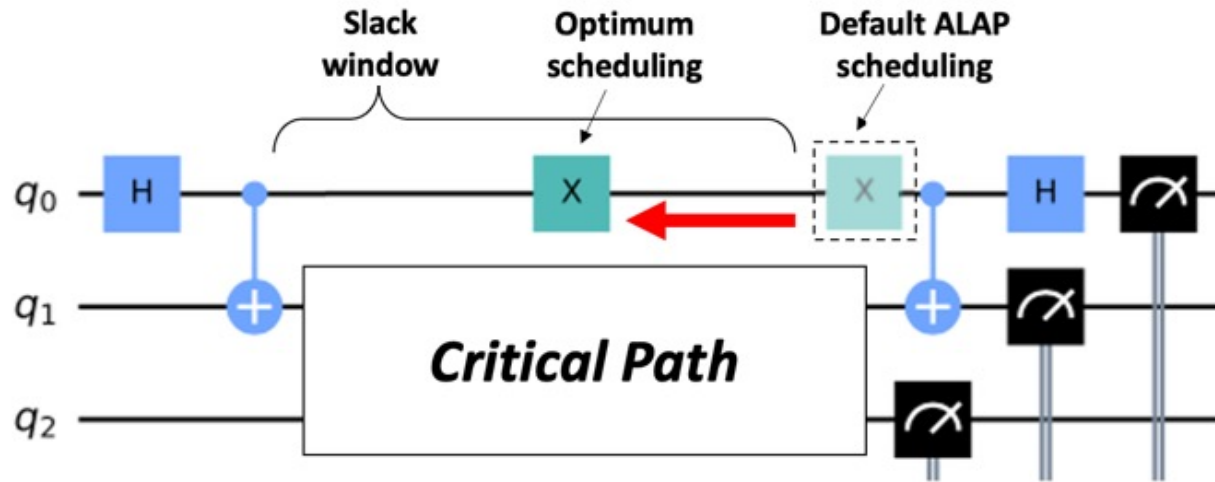 Slack
window
Optimum
scheduling
Default ALAP
scheduling
q0
H
X
X
H
q1
Critical Path
q2